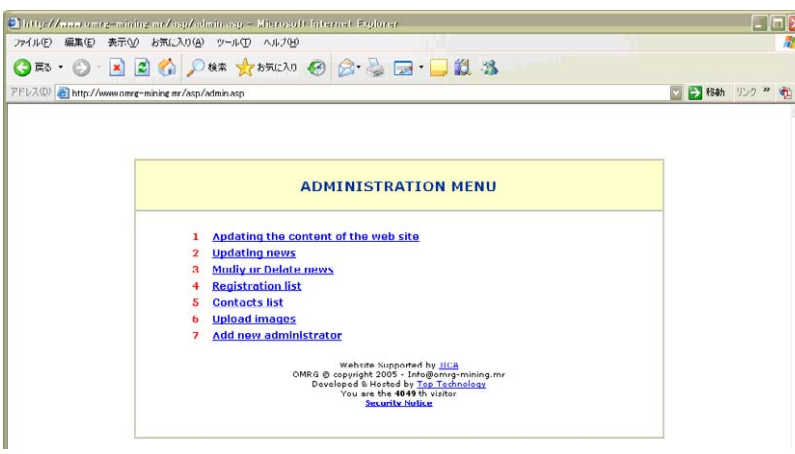 http://www.omrg-mining.mr/asp/admin.asp - Microsoft Internet Explorer
ファイル(F) 編集(E) 表示(V) お気に入り(A) ツール(T) ヘルプ(H)
戻る 検索 お気に入り
アドレス(D) http://www.omrg-mining.mr/asp/admin.asp 移動 リンク »
ADMINISTRATION MENU
1 Apdating the content of the web site
2 Updating news
3 Modiy or Delate news
4 Registration list
5 Contacts list
6 Upload images
7 Add new administrator
Website Supported by JICA
OMRG © copyright 2005 - Info@omrg-mining.mr
Developed & Hosted by Top Technology
You are the 4049 th visitor
Security Notice